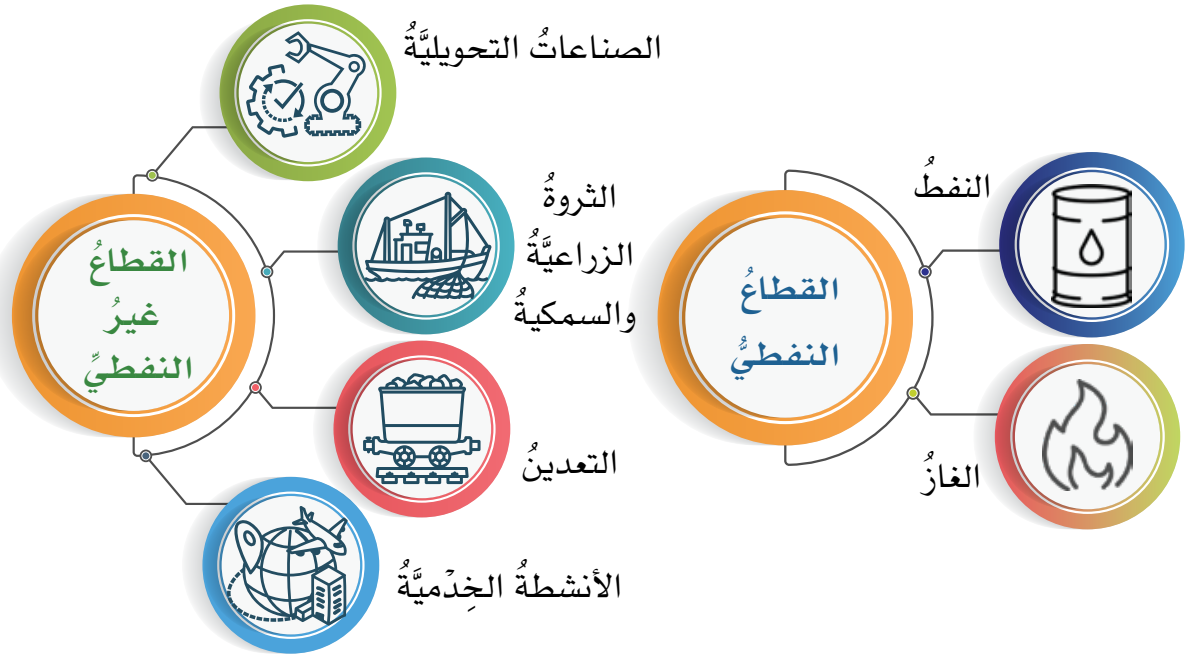 القطاعُ
النفطيُّ
النفطُ
الغازُ
القطاعُ
غيرُ
النفطيِّ
الصناعاتُ التحويليَّةُ
الثروةُ
الزراعيَّةُ
والسمكيةُ
التعدينُ
الأنشطةُ الخِدْميَّةُ